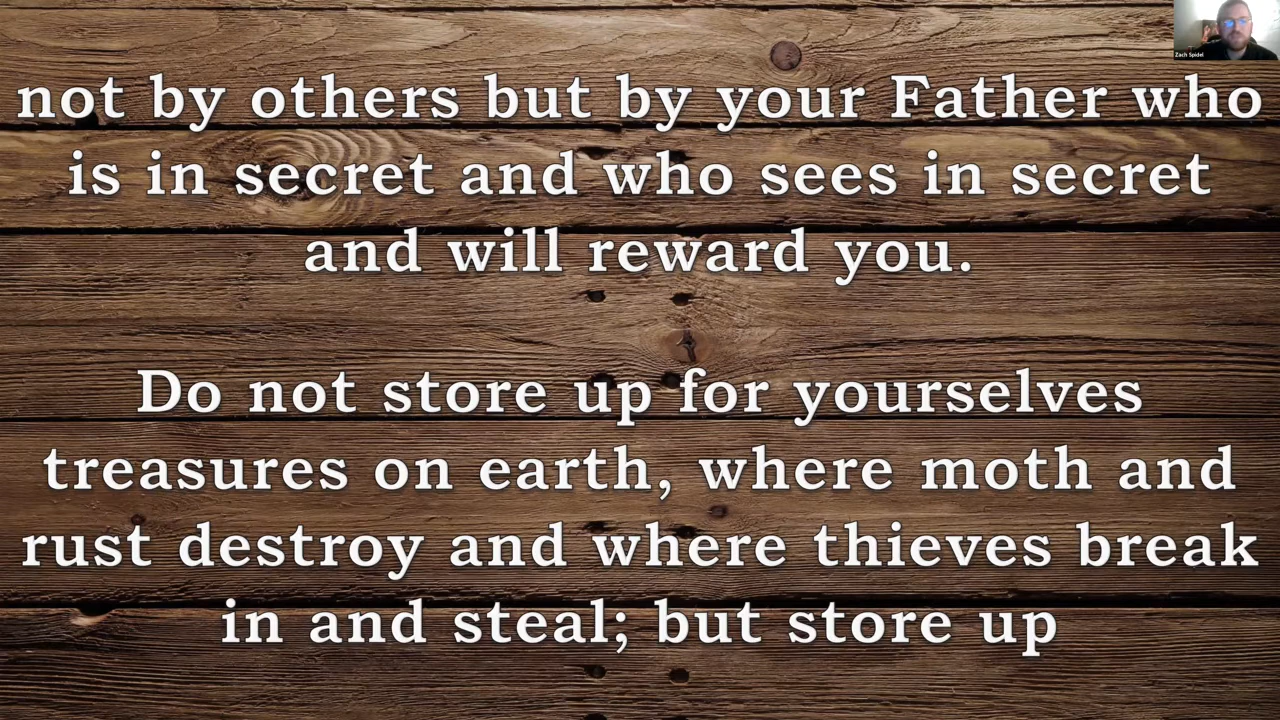 Zach Spidel
not by others but by your Father who
is in secret and who sees in secret
and will reward you.
Do not store up for yourselves
treasures on earth, where moth and
rust destroy and where thieves break
in and steal; but store up